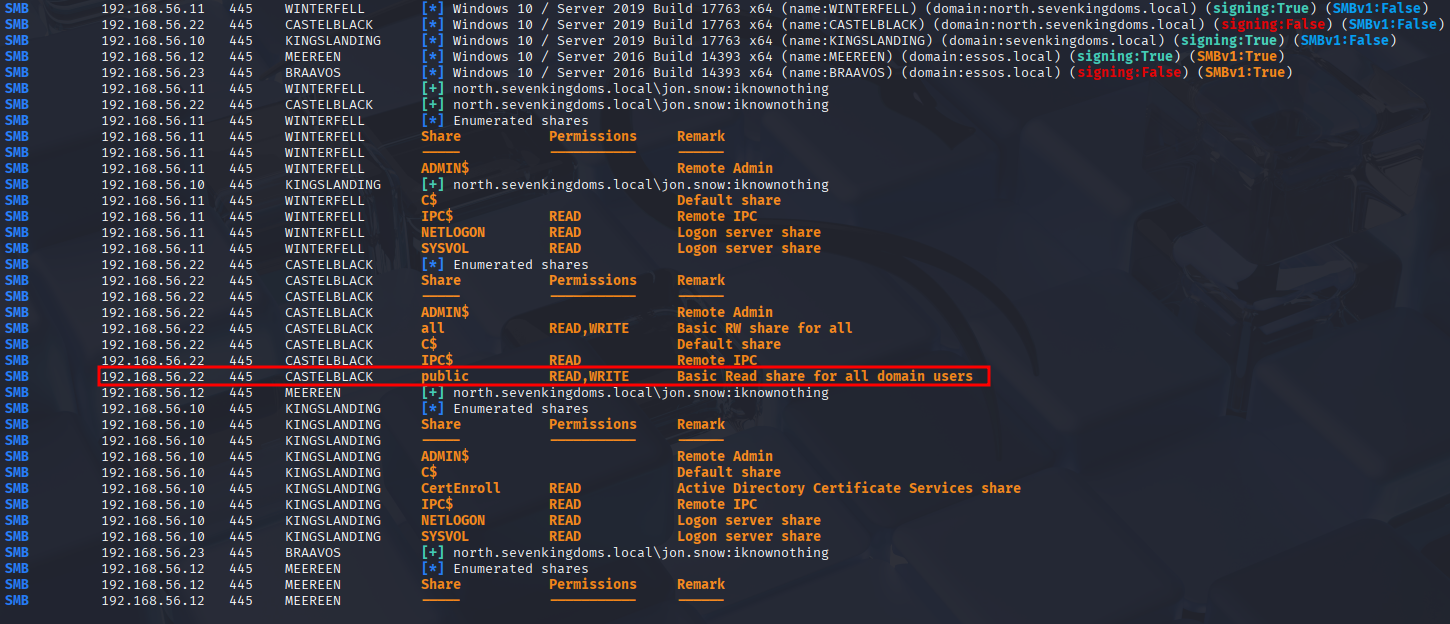 SMB 192.168.56.11 445 WINTERFELL [*] Windows 10 / Server 2019 Build 17763 x64 (name:WINTERFELL) (domain:north.sevenkingdoms.local) (signing:True) (SMBv1:False)
SMB 192.168.56.22 445 CASTELBLACK [*] Windows 10 / Server 2019 Build 17763 x64 (name:CASTELBLACK) (domain:north.sevenkingdoms.local) (signing:False) (SMBv1:False)
SMB 192.168.56.10 445 KINGSLANDING [*] Windows 10 / Server 2019 Build 17763 x64 (name:KINGSLANDING) (domain:sevenkingdoms.local) (signing:True) (SMBv1:False)
SMB 192.168.56.12 445 MEEREEN [*] Windows 10 / Server 2016 Build 14393 x64 (name:MEEREEN) (domain:essos.local) (signing:True) (SMBv1:True)
SMB 192.168.56.23 445 BRAAVOS [*] Windows 10 / Server 2016 Build 14393 x64 (name:BRAAVOS) (domain:essos.local) (signing:False) (SMBv1:True)
SMB 192.168.56.11 445 WINTERFELL [+] north.sevenkingdoms.local\jon.snow:iknownothing
SMB 192.168.56.22 445 CASTELBLACK [+] north.sevenkingdoms.local\jon.snow:iknownothing
SMB 192.168.56.11 445 WINTERFELL [*] Enumerated shares
SMB 192.168.56.11 445 WINTERFELL Share Permissions Remark
SMB 192.168.56.11 445 WINTERFELL ----- ----------- ------
SMB 192.168.56.11 445 WINTERFELL ADMIN$ Remote Admin
SMB 192.168.56.10 445 KINGSLANDING [+] north.sevenkingdoms.local\jon.snow:iknownothing
SMB 192.168.56.11 445 WINTERFELL C$ Default share
SMB 192.168.56.11 445 WINTERFELL IPC$ READ Remote IPC
SMB 192.168.56.11 445 WINTERFELL NETLOGON READ Logon server share
SMB 192.168.56.11 445 WINTERFELL SYSVOL READ Logon server share
SMB 192.168.56.22 445 CASTELBLACK [*] Enumerated shares
SMB 192.168.56.22 445 CASTELBLACK Share Permissions Remark
SMB 192.168.56.22 445 CASTELBLACK ----- ----------- ------
SMB 192.168.56.22 445 CASTELBLACK ADMIN$ Remote Admin
SMB 192.168.56.22 445 CASTELBLACK all READ,WRITE Basic RW share for all
SMB 192.168.56.22 445 CASTELBLACK C$ Default share
SMB 192.168.56.22 445 CASTELBLACK IPC$ READ Remote IPC
SMB 192.168.56.22 445 CASTELBLACK public READ,WRITE Basic Read share for all domain users
SMB 192.168.56.12 445 MEEREEN [+] north.sevenkingdoms.local\jon.snow:iknownothing
SMB 192.168.56.10 445 KINGSLANDING [*] Enumerated shares
SMB 192.168.56.10 445 KINGSLANDING Share Permissions Remark
SMB 192.168.56.10 445 KINGSLANDING ----- ----------- ------
SMB 192.168.56.10 445 KINGSLANDING ADMIN$ Remote Admin
SMB 192.168.56.10 445 KINGSLANDING C$ Default share
SMB 192.168.56.10 445 KINGSLANDING CertEnroll READ Active Directory Certificate Services share
SMB 192.168.56.10 445 KINGSLANDING IPC$ READ Remote IPC
SMB 192.168.56.10 445 KINGSLANDING NETLOGON READ Logon server share
SMB 192.168.56.10 445 KINGSLANDING SYSVOL READ Logon server share
SMB 192.168.56.23 445 BRAAVOS [+] north.sevenkingdoms.local\jon.snow:iknownothing
SMB 192.168.56.12 445 MEEREEN [*] Enumerated shares
SMB 192.168.56.12 445 MEEREEN Share Permissions Remark
SMB 192.168.56.12 445 MEEREEN ----- ----------- ------